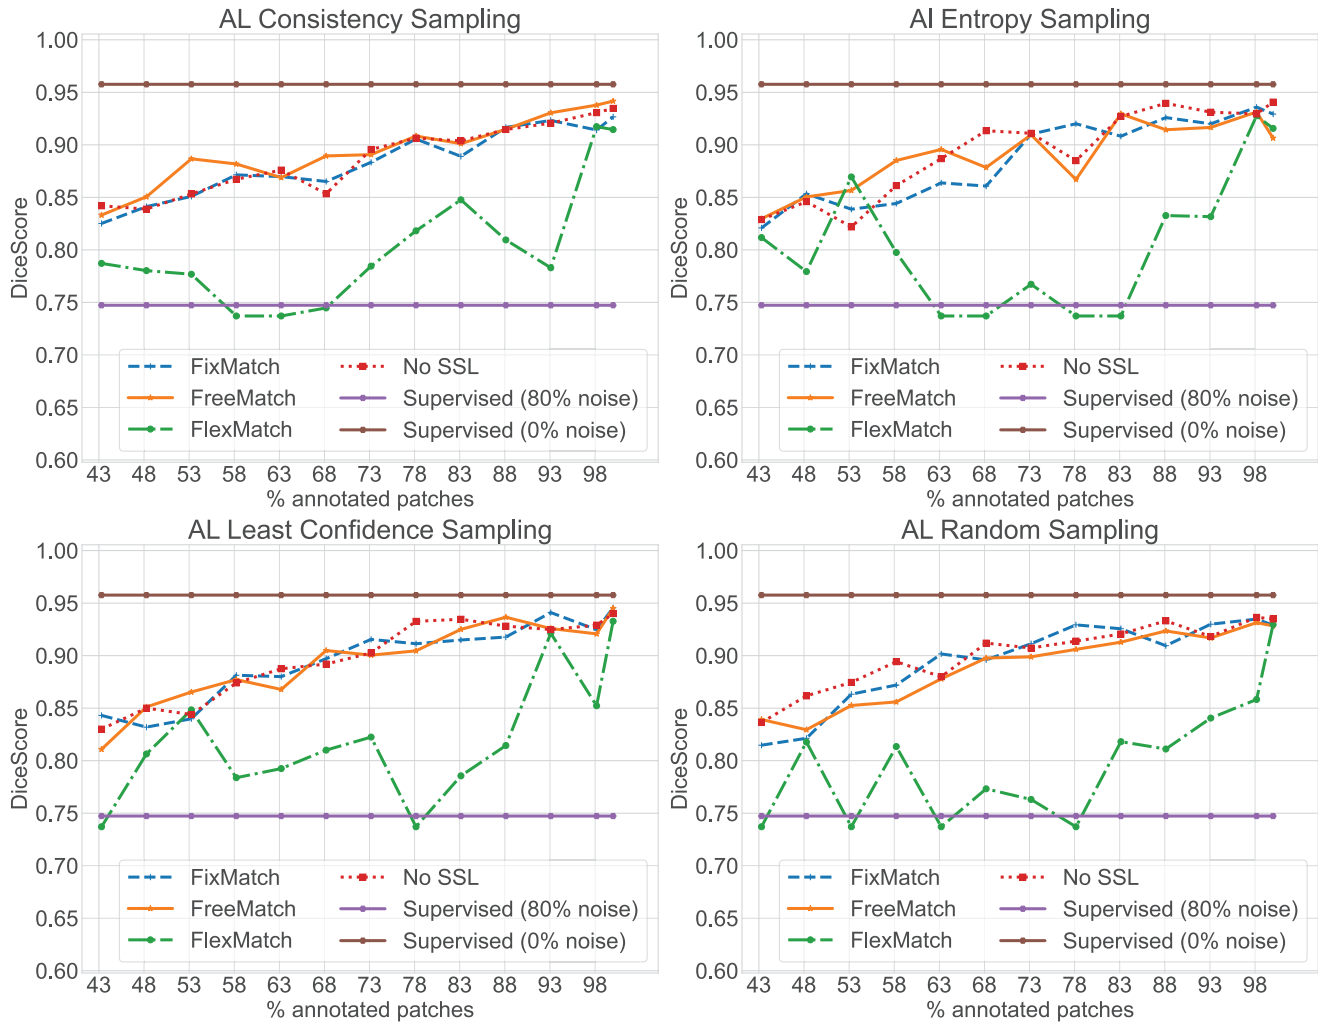 AL Consistency Sampling
1.00
0.95
0.90
0.85
0.80
0.75
0.70
0.65
0.60
DiceScore
FixMatch
FreeMatch
FlexMatch
No SSL
Supervised (80% noise)
Supervised (0% noise)
43 48 53 58 63 68 73 78 83 88 93 98
% annotated patches
Al Entropy Sampling
1.00
0.95
0.90
0.85
0.80
0.75
0.70
0.65
0.60
DiceScore
FixMatch
FreeMatch
FlexMatch
No SSL
Supervised (80% noise)
Supervised (0% noise)
43 48 53 58 63 68 73 78 83 88 93 98
% annotated patches
AL Least Confidence Sampling
1.00
0.95
0.90
0.85
0.80
0.75
0.70
0.65
0.60
DiceScore
FixMatch
FreeMatch
FlexMatch
No SSL
Supervised (80% noise)
Supervised (0% noise)
43 48 53 58 63 68 73 78 83 88 93 98
% annotated patches
AL Random Sampling
1.00
0.95
0.90
0.85
0.80
0.75
0.70
0.65
0.60
DiceScore
FixMatch
FreeMatch
FlexMatch
No SSL
Supervised (80% noise)
Supervised (0% noise)
43 48 53 58 63 68 73 78 83 88 93 98
% annotated patches